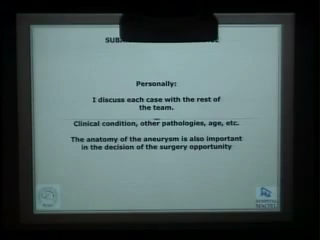 Personally:
I discuss each case with the rest of
the team.
Clinical condition, other pathologies, age, etc.
The anatomy of the aneurysm is also important
in the decision of the surgery opportunity